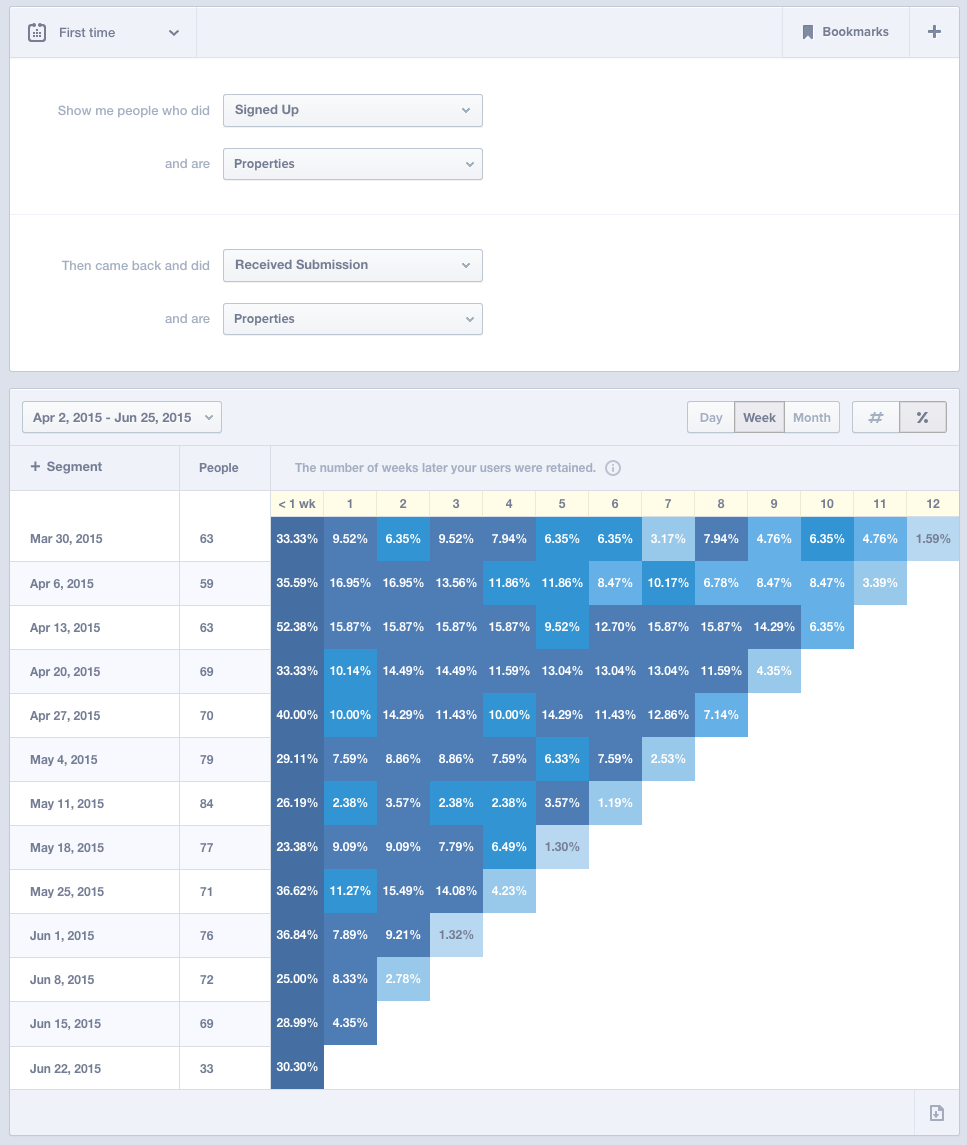 First time Bookmarks +
Show me people who did Signed Up
and are Properties
Then came back and did Received Submission
and are Properties
Apr 2, 2015 - Jun 25, 2015 Day Week Month # %
+ Segment People The number of weeks later your users were retained. i
< 1 wk 1 2 3 4 5 6 7 8 9 10 11 12
Mar 30, 2015 63 33.33% 9.52% 6.35% 9.52% 7.94% 6.35% 6.35% 3.17% 7.94% 4.76% 6.35% 4.76% 1.59%
Apr 6, 2015 59 35.59% 16.95% 16.95% 13.56% 11.86% 11.86% 8.47% 10.17% 6.78% 8.47% 8.47% 3.39%
Apr 13, 2015 63 52.38% 15.87% 15.87% 15.87% 15.87% 9.52% 12.70% 15.87% 15.87% 14.29% 6.35%
Apr 20, 2015 69 33.33% 10.14% 14.49% 14.49% 11.59% 13.04% 13.04% 13.04% 11.59% 4.35%
Apr 27, 2015 70 40.00% 10.00% 14.29% 11.43% 10.00% 14.29% 11.43% 12.86% 7.14%
May 4, 2015 79 29.11% 7.59% 8.86% 8.86% 7.59% 6.33% 7.59% 2.53%
May 11, 2015 84 26.19% 2.38% 3.57% 2.38% 2.38% 3.57% 1.19%
May 18, 2015 77 23.38% 9.09% 9.09% 7.79% 6.49% 1.30%
May 25, 2015 71 36.62% 11.27% 15.49% 14.08% 4.23%
Jun 1, 2015 76 36.84% 7.89% 9.21% 1.32%
Jun 8, 2015 72 25.00% 8.33% 2.78%
Jun 15, 2015 69 28.99% 4.35%
Jun 22, 2015 33 30.30%